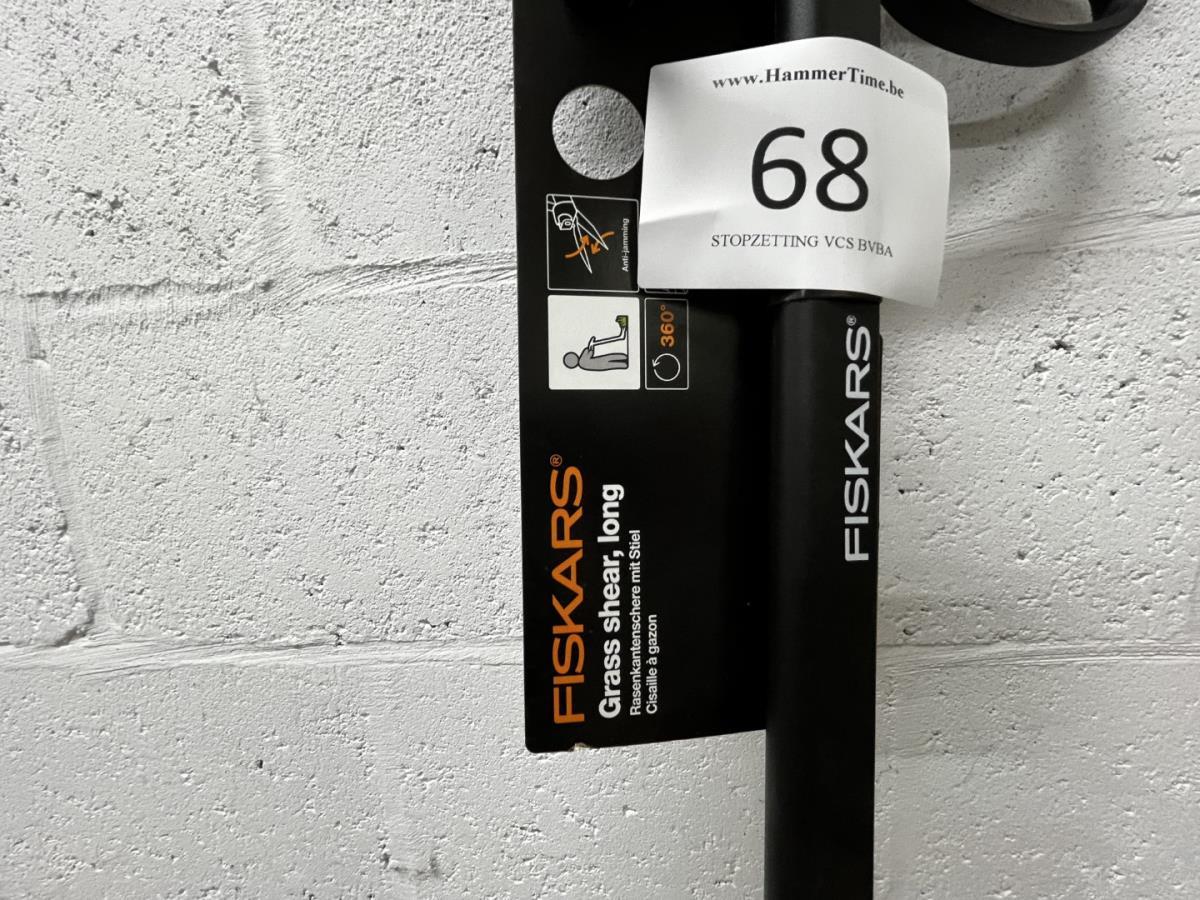 www.HammerTime.be
68
STOPZETTING VCS BVBA
Anti-jamming
360°
FISKARS®
Grass shear, long
Rasenkantenschere mit Stiel
Cisaille à gazon
FISKARS®